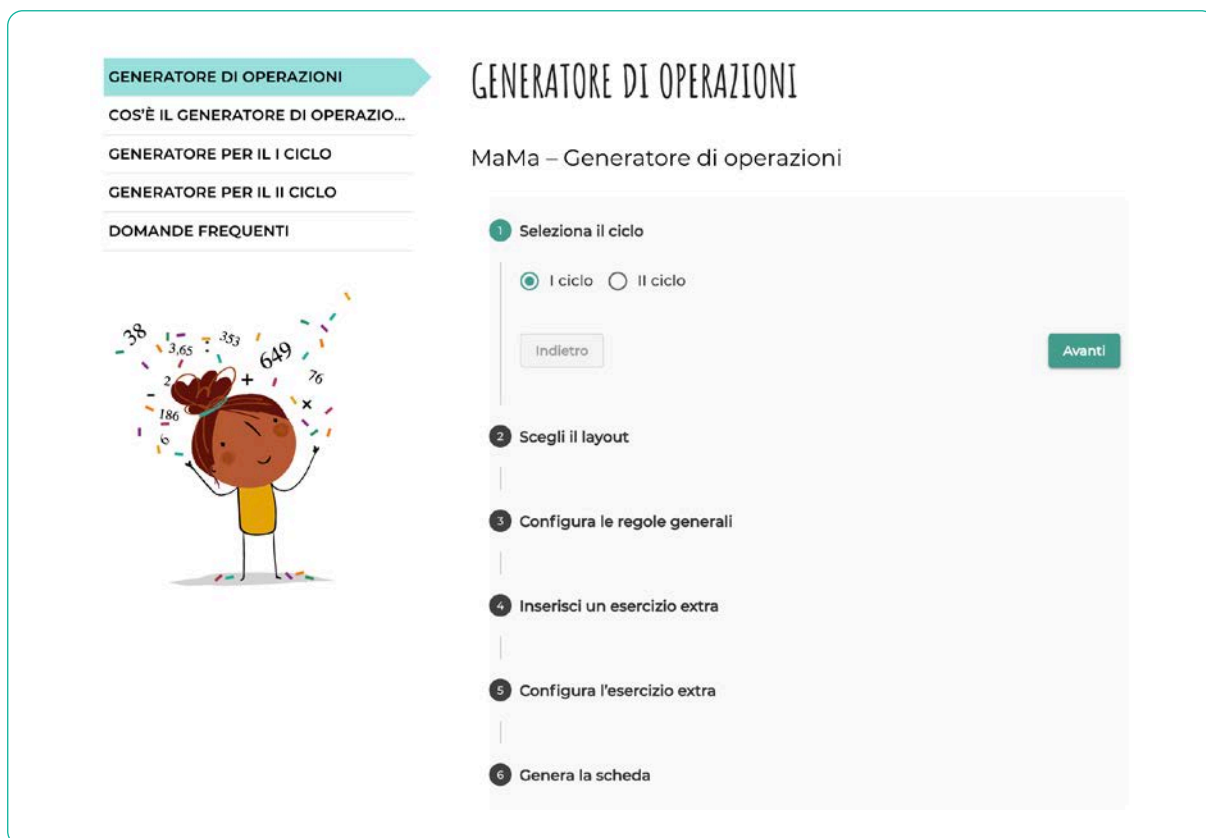 GENERATORE DI OPERAZIONI
COS'È IL GENERATORE DI OPERAZIO...
GENERATORE PER IL I CICLO
GENERATORE PER IL II CICLO
DOMANDE FREQUENTI
38
3,65
:
353
649
76
2
+
-
186
×
6
GENERATORE DI OPERAZIONI
MaMa – Generatore di operazioni
1 Seleziona il ciclo
I ciclo II ciclo
Indietro Avanti
2 Scegli il layout
3 Configura le regole generali
4 Inserisci un esercizio extra
5 Configura l'esercizio extra
6 Genera la scheda